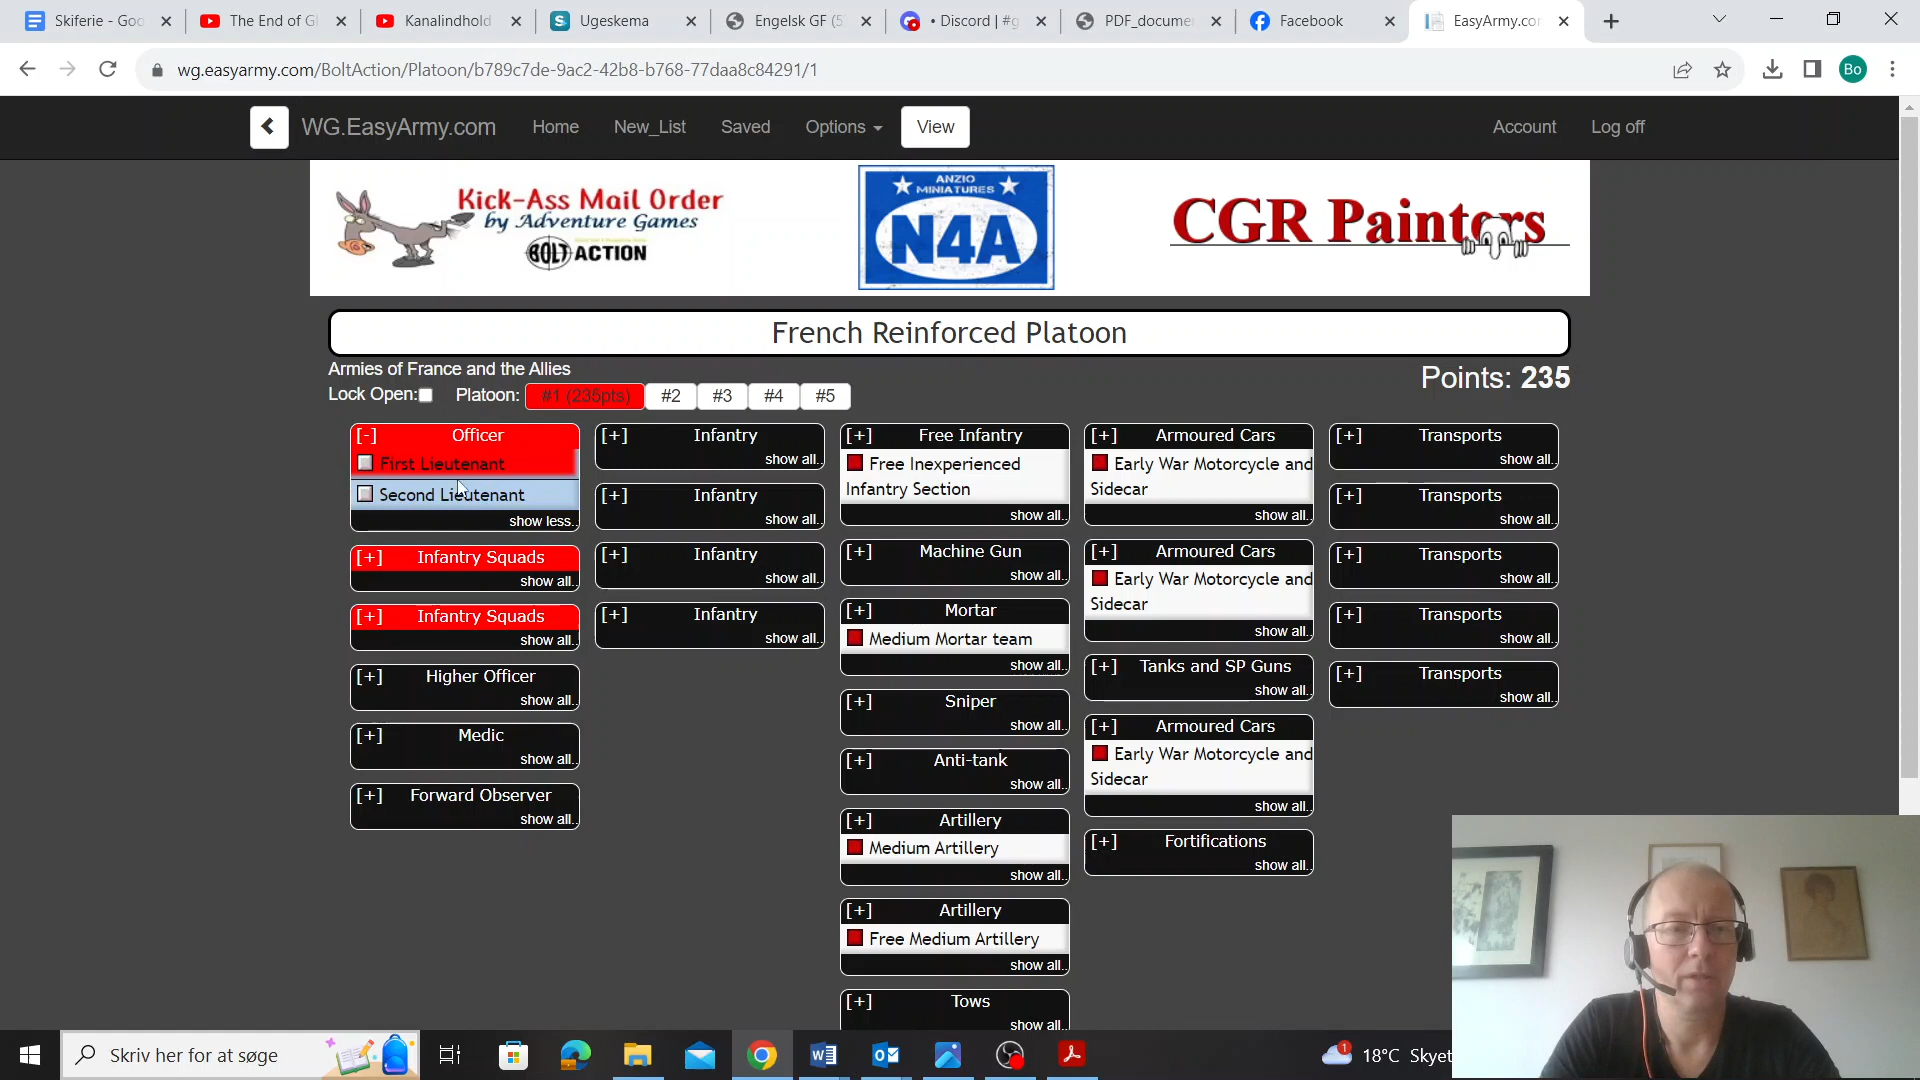 Skiferie - Goo
The End of Gl
Kanalindhold
Ugeskema
Engelsk GF (5
• Discord | #g
PDF_docume
Facebook
EasyArmy.co
wg.easyarmy.com/BoltAction/Platoon/b789c7de-9ac2-42b8-b768-77daa8c84291/1
Bo
WG.EasyArmy.com
Home
New_List
Saved
Options
View
Account
Log off
Kick-Ass Mail Order
by Adventure Games
BOLT ACTION
ANZIO
MINIATURES
N4A
CGR Painters
French Reinforced Platoon
Armies of France and the Allies
Lock Open:
Platoon:
#1 (235pts)
#2
#3
#4
#5
Points: 235
[-] Officer
First Lieutenant
Second Lieutenant
show less..
[+] Infantry Squads
show all..
[+] Infantry Squads
show all..
[+] Higher Officer
show all..
[+] Medic
show all..
[+] Forward Observer
show all..
[+] Infantry
show all..
[+] Infantry
show all..
[+] Infantry
show all..
[+] Infantry
show all..
[+] Free Infantry
Free Inexperienced
Infantry Section
show all..
[+] Machine Gun
show all..
[+] Mortar
Medium Mortar team
show all..
[+] Sniper
show all..
[+] Anti-tank
show all..
[+] Artillery
Medium Artillery
show all..
[+] Artillery
Free Medium Artillery
show all..
[+] Tows
show all..
[+] Armoured Cars
Early War Motorcycle and
Sidecar
show all..
[+] Armoured Cars
Early War Motorcycle and
Sidecar
show all..
[+] Tanks and SP Guns
show all..
[+] Armoured Cars
Early War Motorcycle and
Sidecar
show all..
[+] Fortifications
show all..
[+] Transports
show all..
[+] Transports
show all..
[+] Transports
show all..
[+] Transports
show all..
[+] Transports
show all..
Skriv her for at søge
1
18°C Skyet